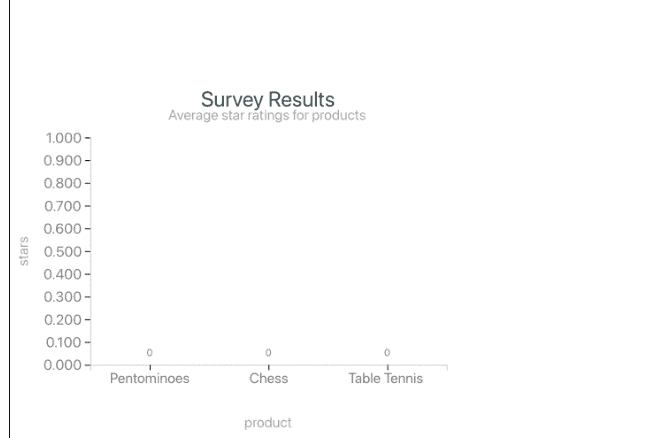 Survey Results
Average star ratings for products
1.000
0.900
0.800
0.700
0.600
0.500
0.400
0.300
0.200
0.100
0.000
stars
0 0 0
Pentominoes Chess Table Tennis
product